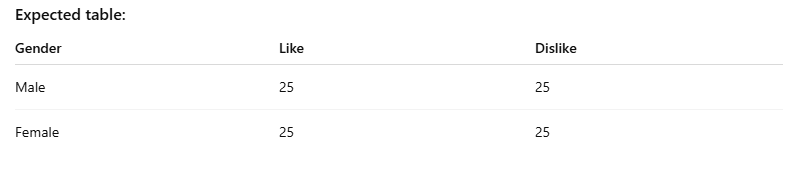 Expected table:
Gender Like Dislike
Male 25 25
Female 25 25